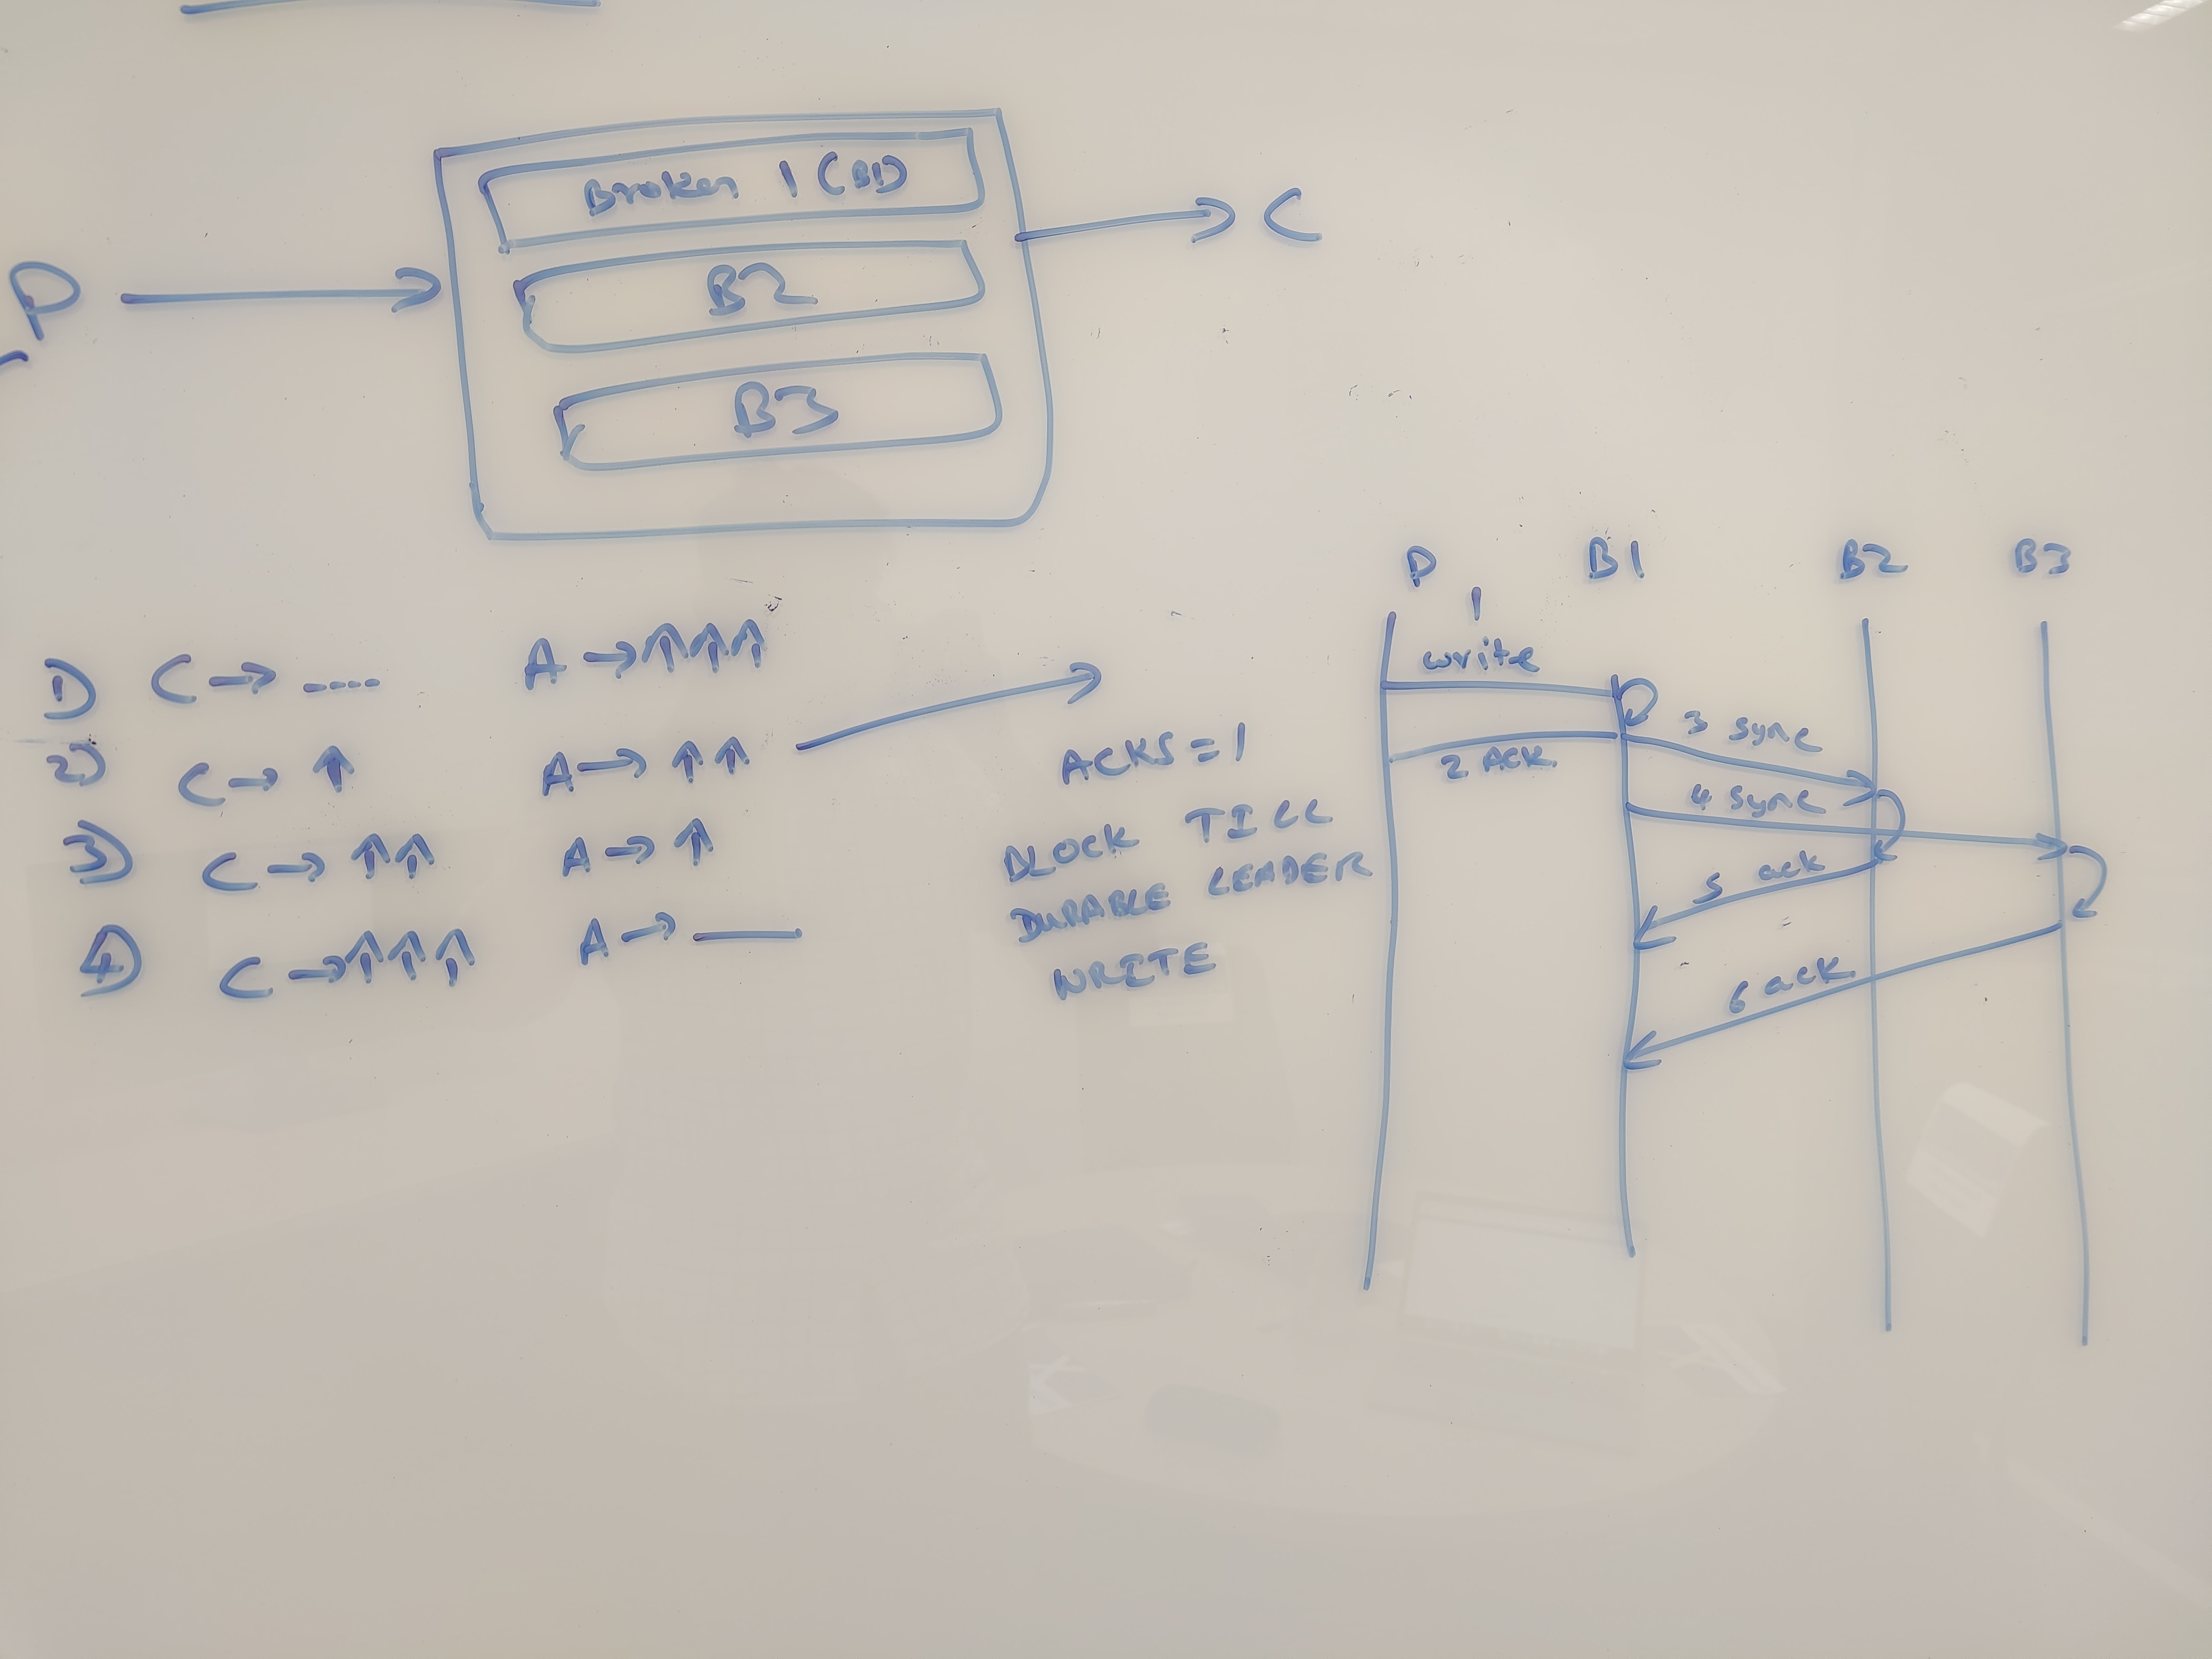 Broker 1 (B1)
P
C
B2
B3
P B1 B2 B3
1
write
2 ACK
3 sync
4 sync
5 ack
6 ack
1) C → ---- A → ↑↑↑
2) C → ↑ A → ↑↑
3) C → ↑↑ A → ↑
4) C → ↑↑↑ A → —
ACKS = 1
BLOCK TILL
DURABLE LEADER
WRITE